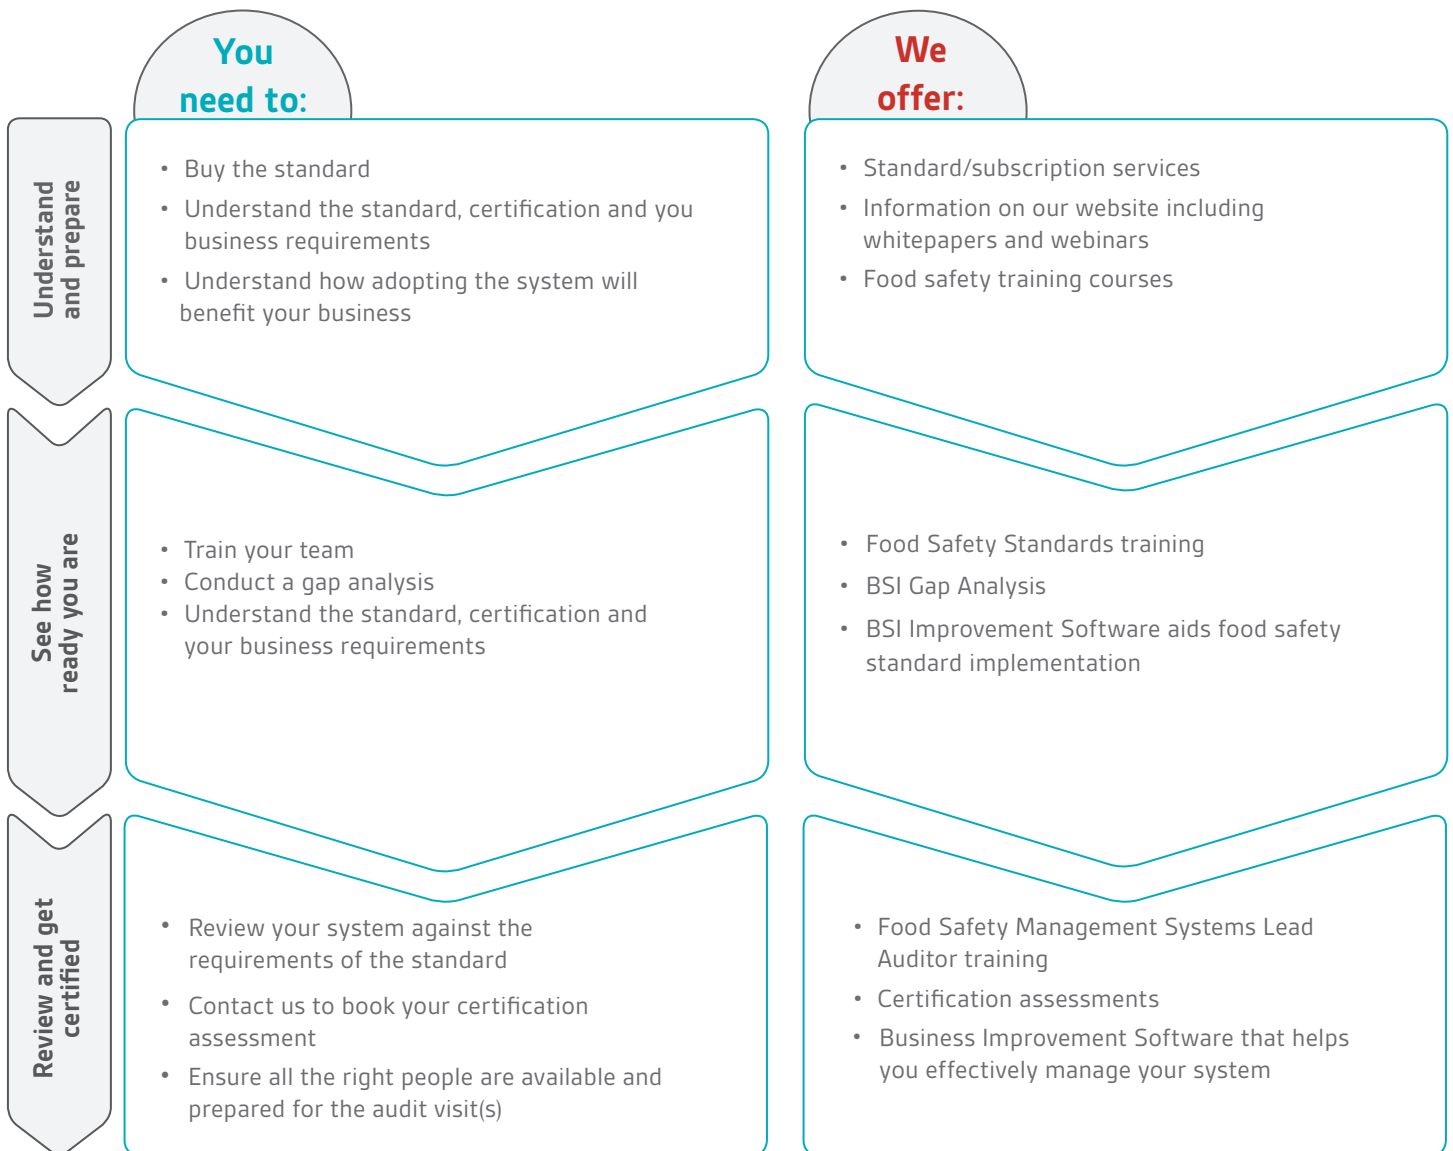 You
need to:
We
offer:
Understand
and prepare
• Buy the standard
• Understand the standard, certification and you
business requirements
• Understand how adopting the system will
benefit your business
• Standard/subscription services
• Information on our website including
whitepapers and webinars
• Food safety training courses
See how
ready you are
• Train your team
• Conduct a gap analysis
• Understand the standard, certification and
your business requirements
• Food Safety Standards training
• BSI Gap Analysis
• BSI Improvement Software aids food safety
standard implementation
Review and get
certified
• Review your system against the
requirements of the standard
• Contact us to book your certification
assessment
• Ensure all the right people are available and
prepared for the audit visit(s)
• Food Safety Management Systems Lead
Auditor training
• Certification assessments
• Business Improvement Software that helps
you effectively manage your system